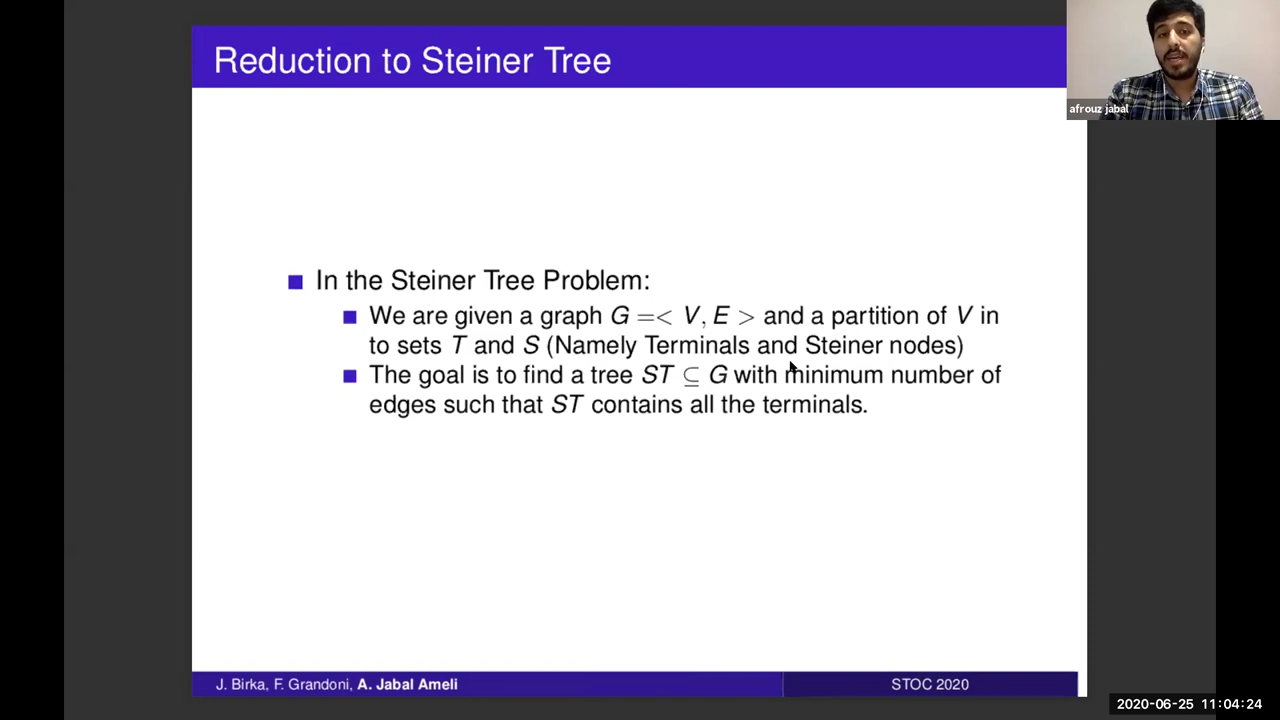 Reduction to Steiner Tree
afrouz jabal
In the Steiner Tree Problem:
We are given a graph G =< V, E > and a partition of V in
to sets T and S (Namely Terminals and Steiner nodes)
The goal is to find a tree ST ⊆ G with minimum number of
edges such that ST contains all the terminals.
J. Birka, F. Grandoni, A. Jabal Ameli
STOC 2020
2020-06-25 11:04:24